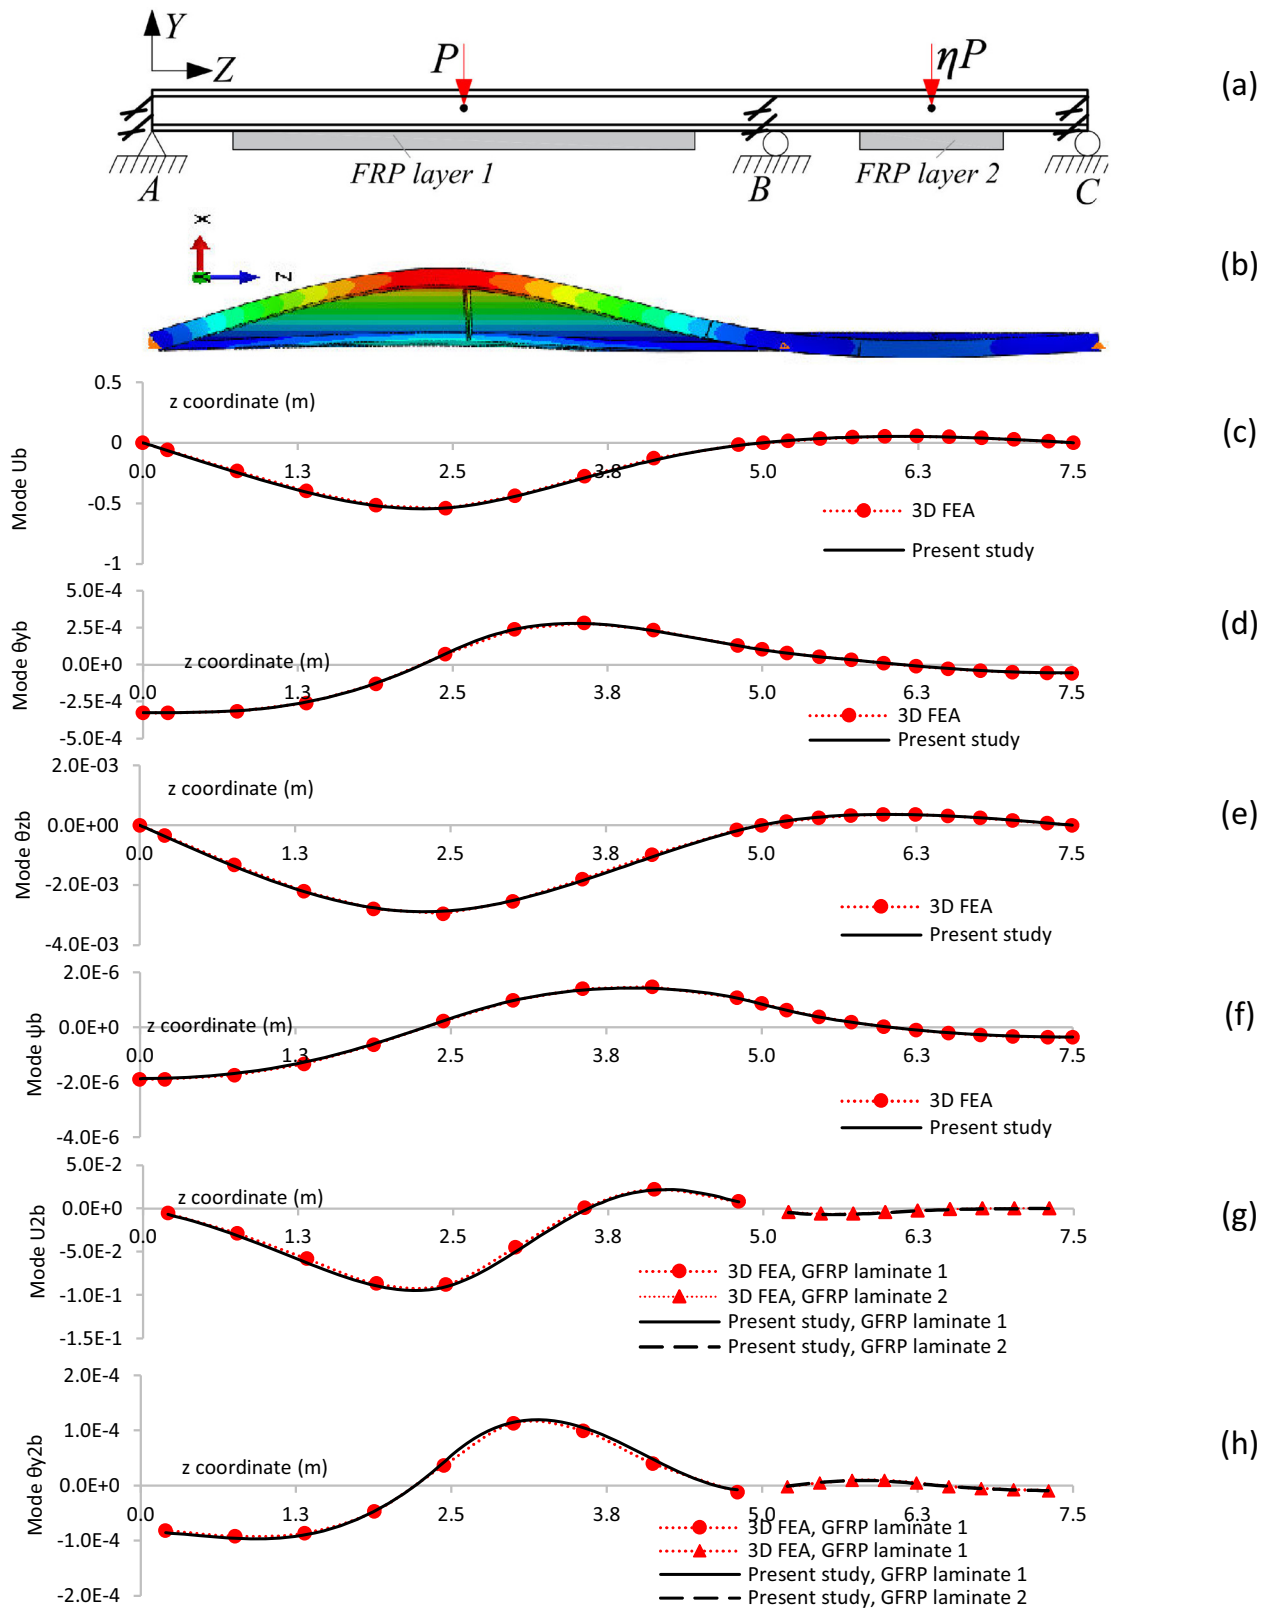 Y
Z
P
ηP
(a)
FRP layer 1
FRP layer 2
A
B
C
X
Z
(b)
0.5
z coordinate (m)
0
0.0 1.3 2.5 3.8 5.0 6.3 7.5
-0.5
-1
Mode Ub
3D FEA
Present study
(c)
5.0E-4
2.5E-4
0.0E+0
z coordinate (m)
0.0 1.3 2.5 3.8 5.0 6.3 7.5
-2.5E-4
-5.0E-4
Mode θyb
3D FEA
Present study
(d)
2.0E-03
z coordinate (m)
0.0E+00
0.0 1.3 2.5 3.8 5.0 6.3 7.5
-2.0E-03
-4.0E-03
Mode θzb
3D FEA
Present study
(e)
2.0E-6
0.0E+0
z coordinate (m)
0.0 1.3 2.5 3.8 5.0 6.3 7.5
-2.0E-6
-4.0E-6
Mode ψb
3D FEA
Present study
(f)
5.0E-2
z coordinate (m)
0.0E+0
0.0 1.3 2.5 3.8 5.0 6.3 7.5
-5.0E-2
-1.0E-1
-1.5E-1
Mode U2b
3D FEA, GFRP laminate 1
3D FEA, GFRP laminate 2
Present study, GFRP laminate 1
Present study, GFRP laminate 2
(g)
2.0E-4
1.0E-4
z coordinate (m)
0.0E+0
0.0 1.3 2.5 3.8 5.0 6.3 7.5
-1.0E-4
-2.0E-4
Mode θy2b
3D FEA, GFRP laminate 1
3D FEA, GFRP laminate 1
Present study, GFRP laminate 1
Present study, GFRP laminate 2
(h)